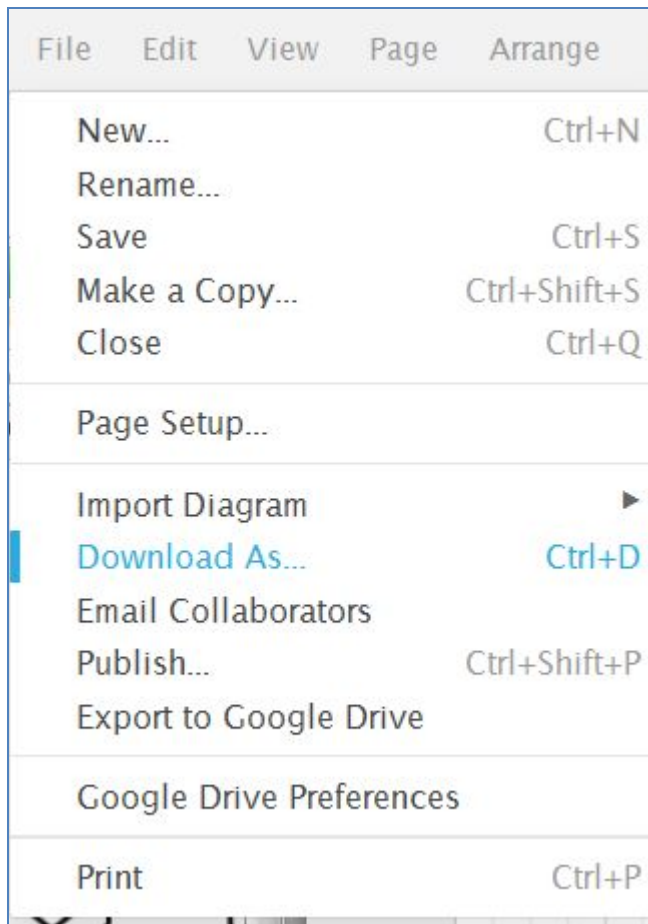 File Edit View Page Arrange
New... Ctrl+N
Rename...
Save Ctrl+S
Make a Copy... Ctrl+Shift+S
Close Ctrl+Q
Page Setup...
Import Diagram
Download As... Ctrl+D
Email Collaborators
Publish... Ctrl+Shift+P
Export to Google Drive
Google Drive Preferences
Print Ctrl+P